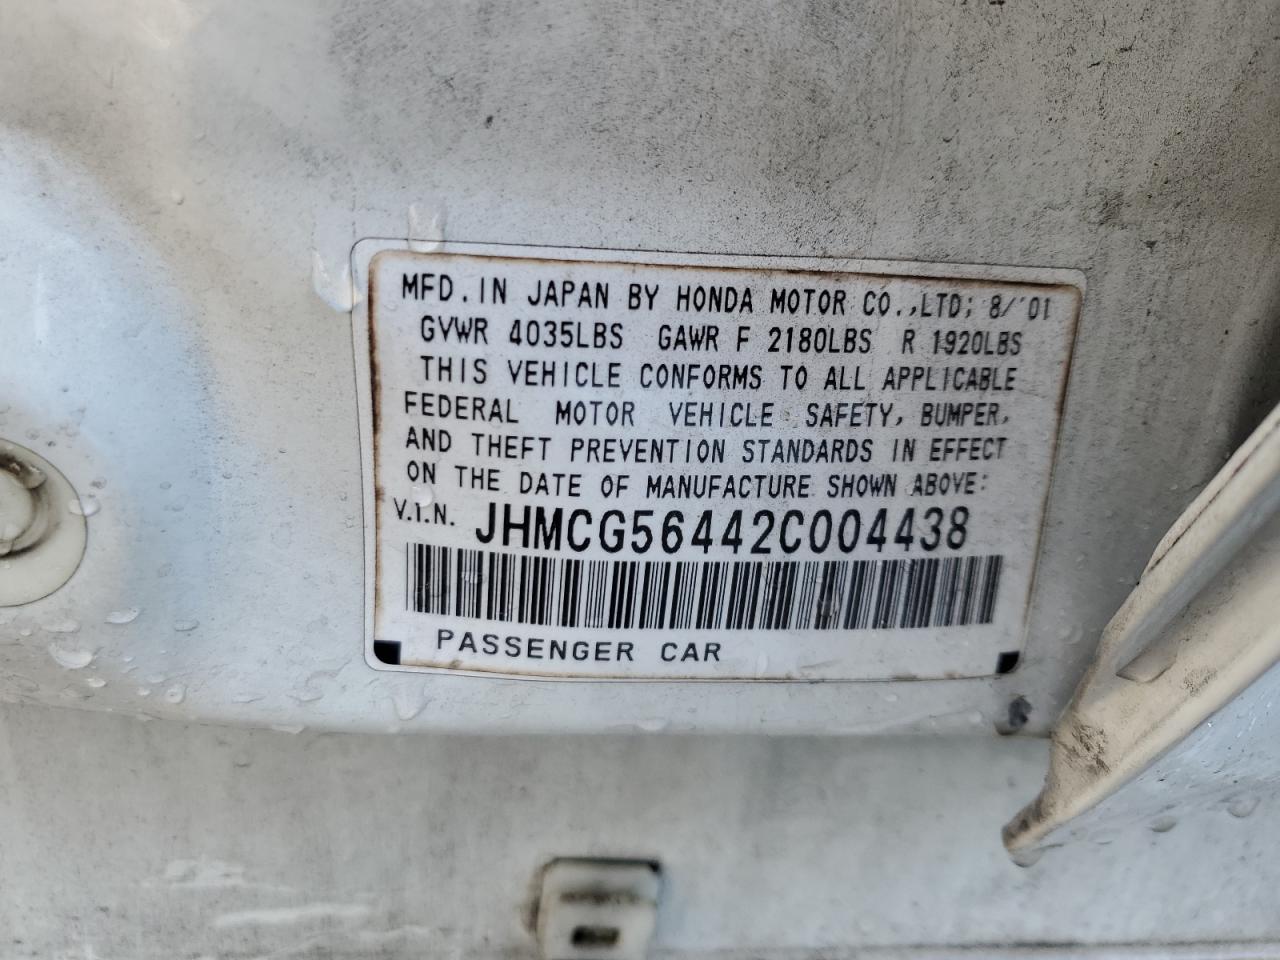 MFD. IN JAPAN BY HONDA MOTOR CO.,LTD; 8/'01
GVWR 4035LBS GAWR F 2180LBS R 1920LBS
THIS VEHICLE CONFORMS TO ALL APPLICABLE
FEDERAL MOTOR VEHICLE SAFETY, BUMPER,
AND THEFT PREVENTION STANDARDS IN EFFECT
ON THE DATE OF MANUFACTURE SHOWN ABOVE:
V.I.N. JHMCG56442C004438
PASSENGER CAR